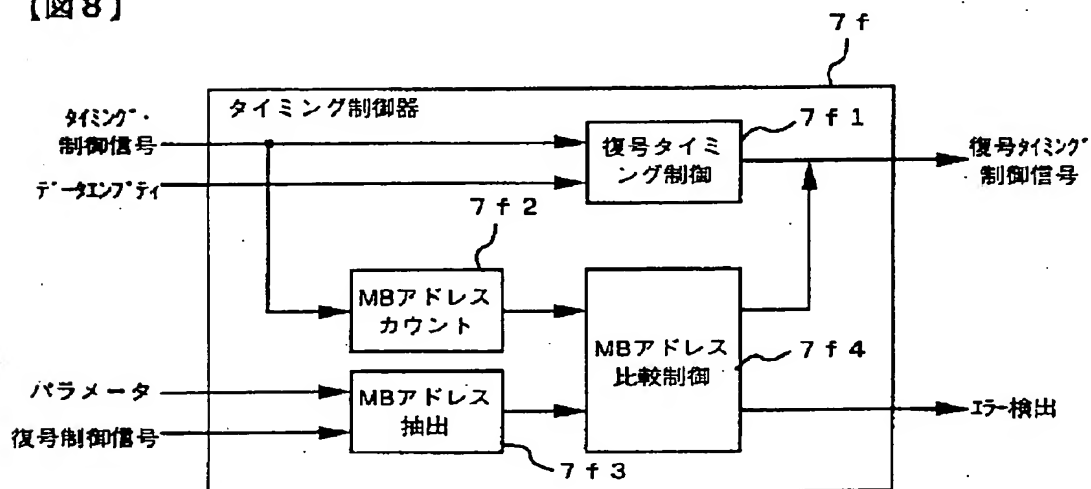 【図8】
7f
タイミング制御器
タイミング・
制御信号
データエンプティ
復号タイミ
ング制御
7f1
復号タイミング
制御信号
7f2
MBアドレス
カウント
MBアドレス
比較制御
7f4
パラメータ
復号制御信号
MBアドレス
抽出
7f3
エラー検出